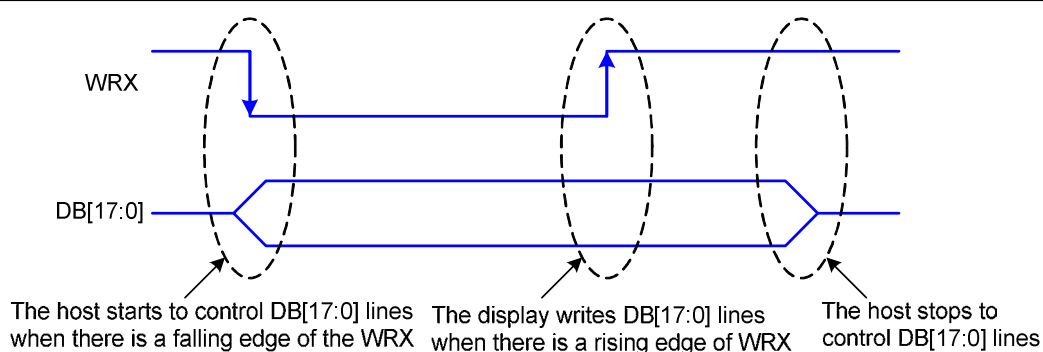 WRX
DB[17:0]
The host starts to control DB[17:0] lines
when there is a falling edge of the WRX
The display writes DB[17:0] lines
when there is a rising edge of WRX
The host stops to
control DB[17:0] lines